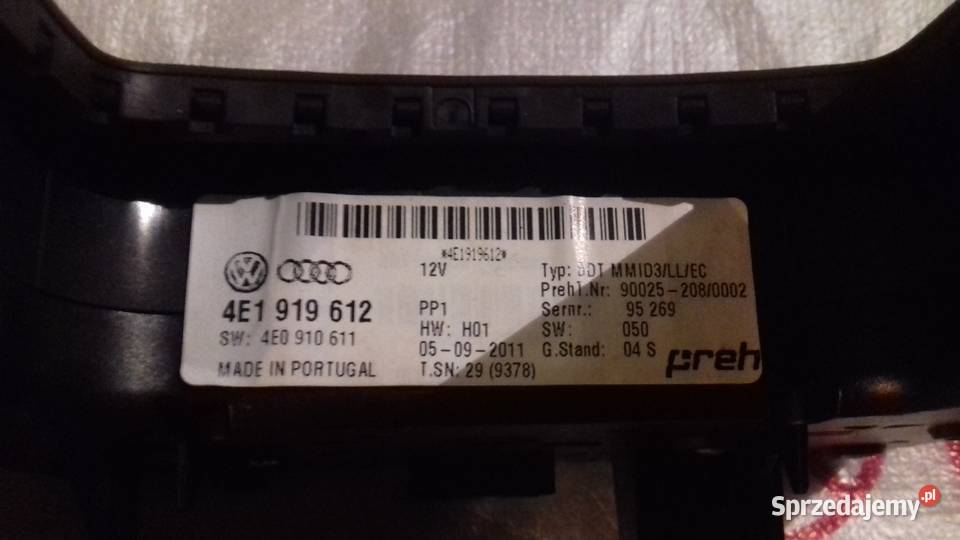 *4E1919612*
12V
Typ: DDT MMID3/LL/EC
4E1 919 612
PP1
Preh I.Nr: 90025-208/0002
HW: H01
Sernr.: 95 269
SW: 4E0 910 611
05-09-2011
SW: 050
MADE IN PORTUGAL
T.SN: 29 (9378)
G.Stand: 04 S
preh
Sprzedajemy.pl